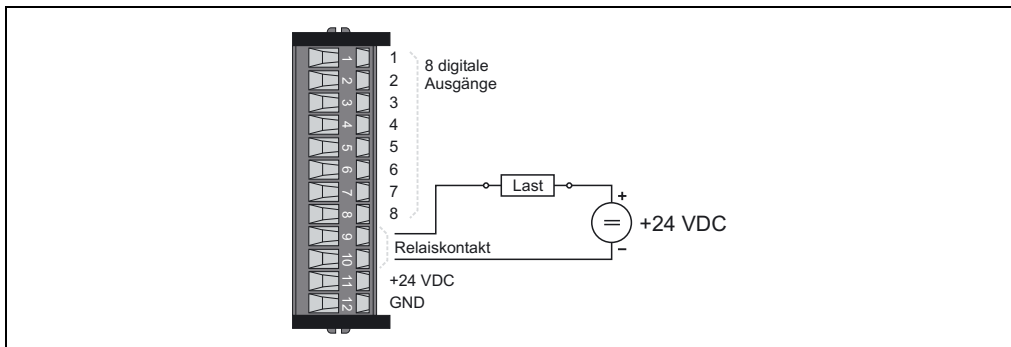 1 1
2 2
3 3
4 4
5 5
6 6
7 7
8 8
9
10
11 +24 VDC
12 GND
8 digitale
Ausgänge
Relaiskontakt
Last
+
=
+24 VDC
−